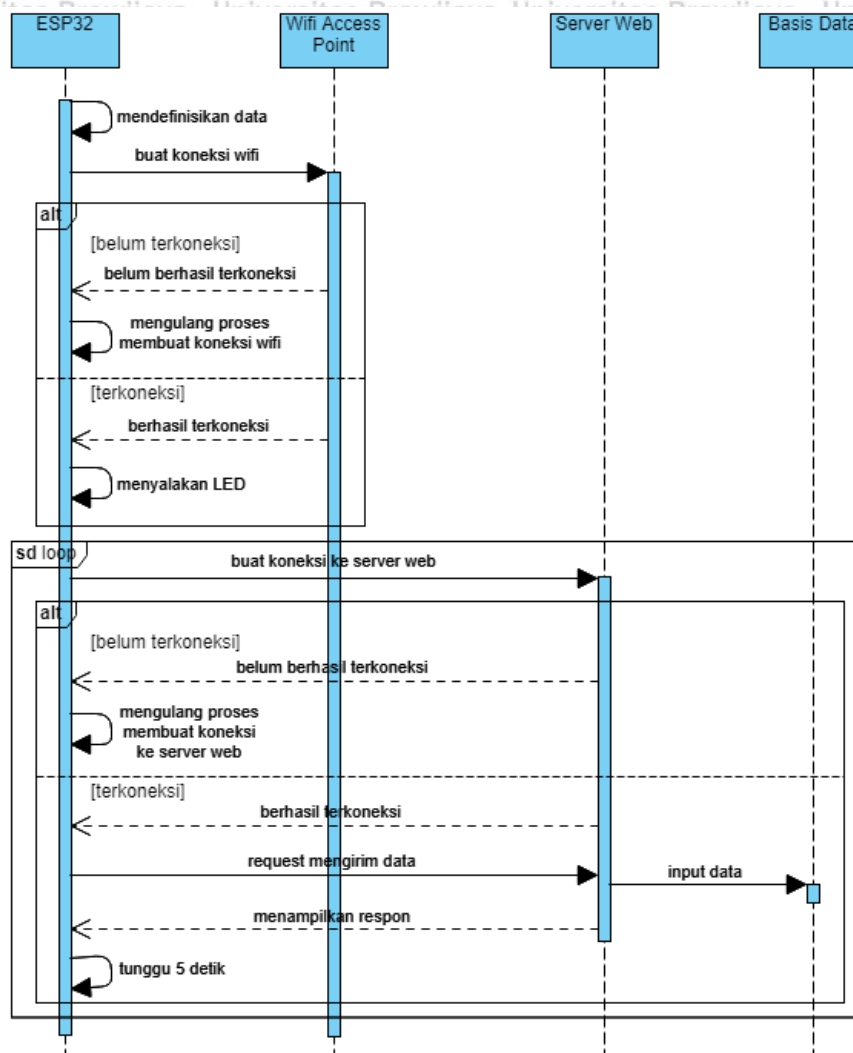 ESP32
Wifi Access
Point
Server Web
Basis Data
mendefinisikan data
buat koneksi wifi
alt
[belum terkoneksi]
belum berhasil terkoneksi
mengulang proses
membuat koneksi wifi
[terkoneksi]
berhasil terkoneksi
menyalakan LED
sd loop
buat koneksi ke server web
alt
[belum terkoneksi]
belum berhasil terkoneksi
mengulang proses
membuat koneksi
ke server web
[terkoneksi]
berhasil terkoneksi
request mengirim data
input data
menampilkan respon
tunggu 5 detik